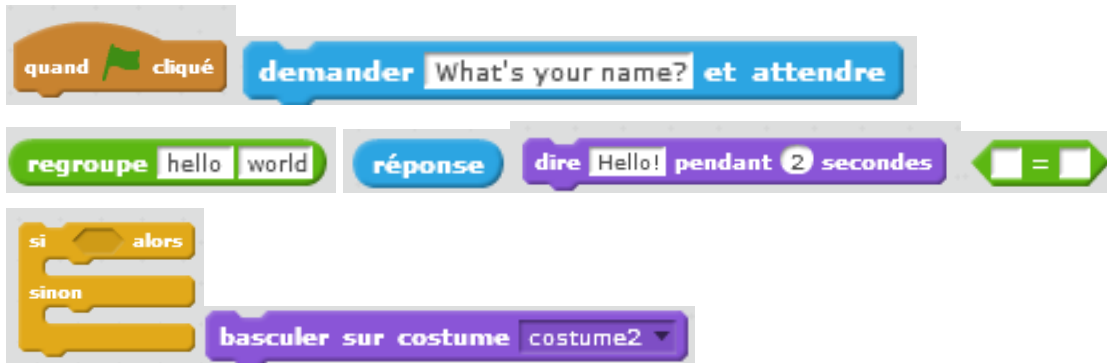 quand cliqué
demander What's your name? et attendre
regroupe hello world réponse dire Hello! pendant 2 secondes =
si alors
sinon
basculer sur costume costume2